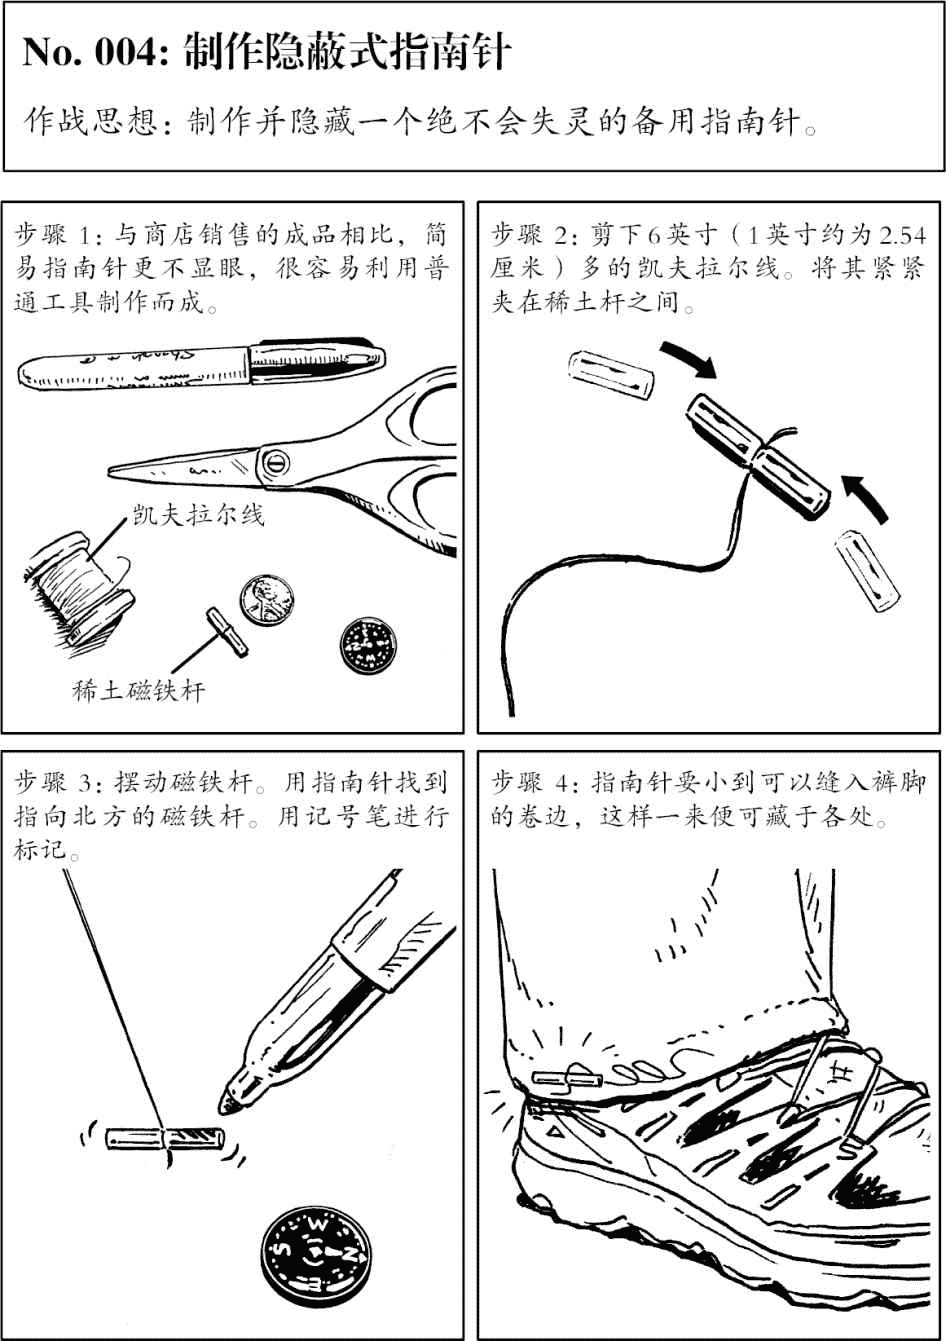 No. 004: 制作隐蔽式指南针
作战思想: 制作并隐藏一个绝不会失灵的备用指南针。
步骤 1: 与商店销售的成品相比，简
易指南针更不显眼，很容易利用普
通工具制作而成。
凯夫拉尔线
稀土磁铁杆
步骤 2: 剪下6英寸（1英寸约为2.54
厘米）多的凯夫拉尔线。将其紧紧
夹在稀土杆之间。
步骤 3: 摆动磁铁杆。用指南针找到
指向北方的磁铁杆。用记号笔进行
标记。
W
S
N
E
步骤 4: 指南针要小到可以缝入裤脚
的卷边，这样一来便可藏于各处。